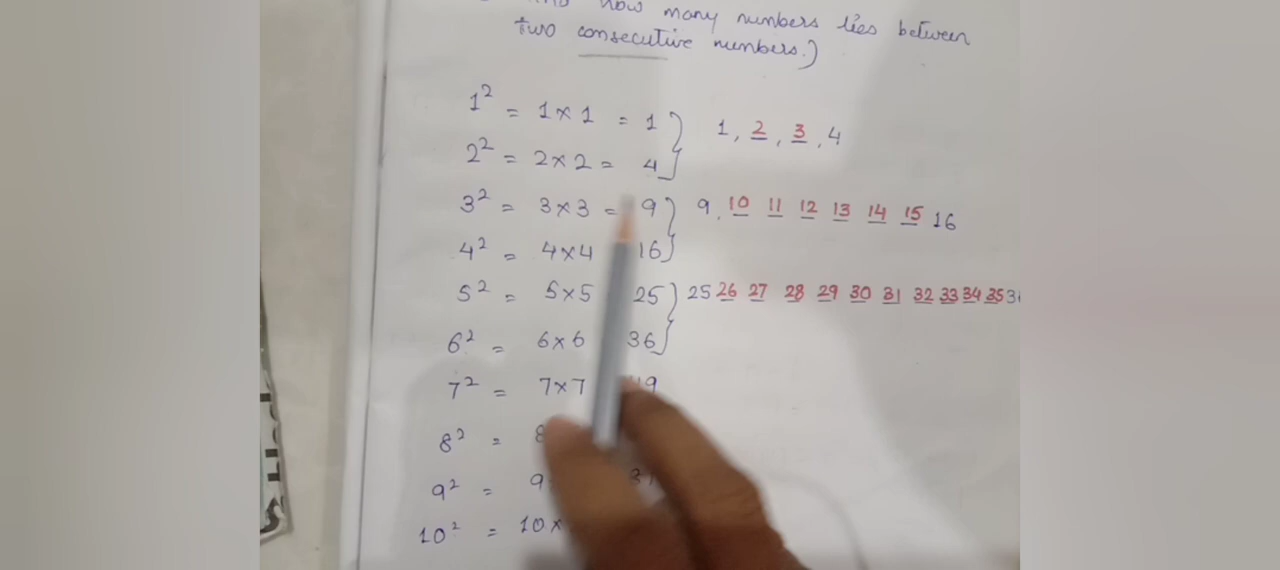 how many numbers lies between
two consecutive numbers.)
1² = 1×1 = 1 } 1, 2, 3, 4
2² = 2×2 = 4
3² = 3×3 = 9 } 9, 10 11 12 13 14 15 16
4² = 4×4 16
5² = 5×5 25 } 25 26 27 28 29 30 31 32 33 34 35
6² = 6×6 36
7² = 7×7
8² = 8
9² = 9
10² = 10×